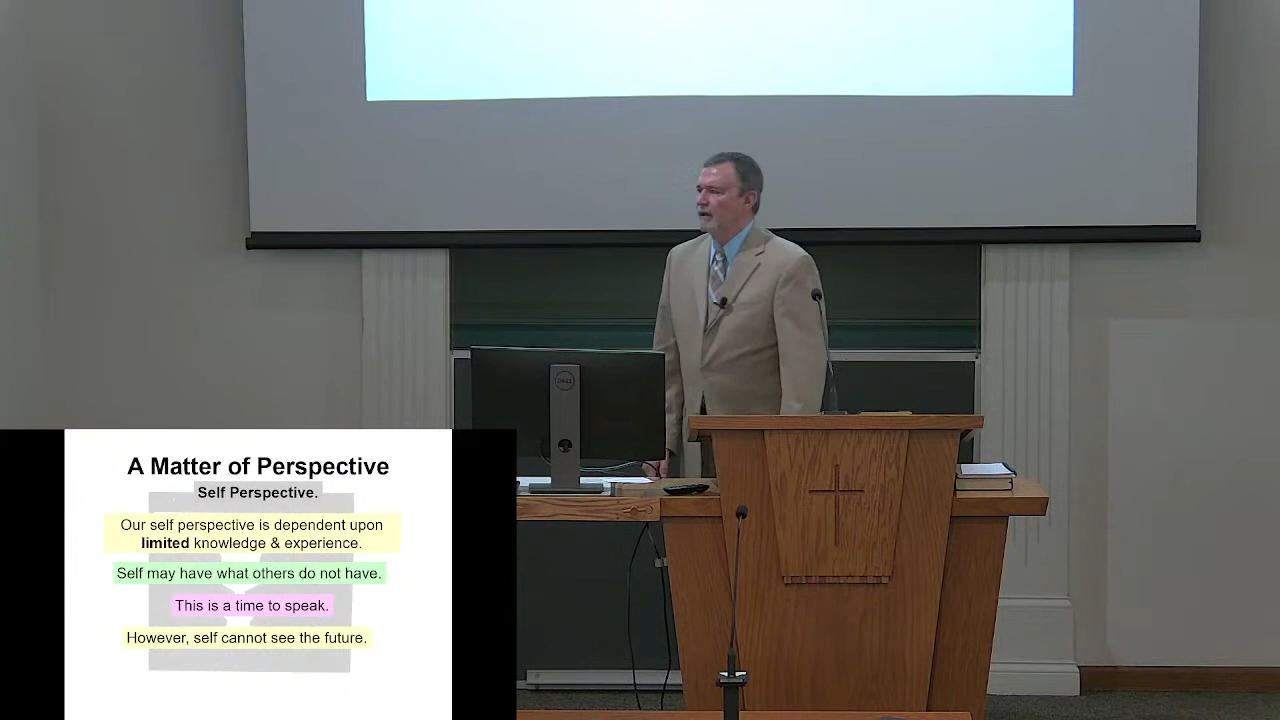 A Matter of Perspective
Self Perspective.
Our self perspective is dependent upon
limited knowledge & experience.
Self may have what others do not have.
This is a time to speak.
However, self cannot see the future.
DELL